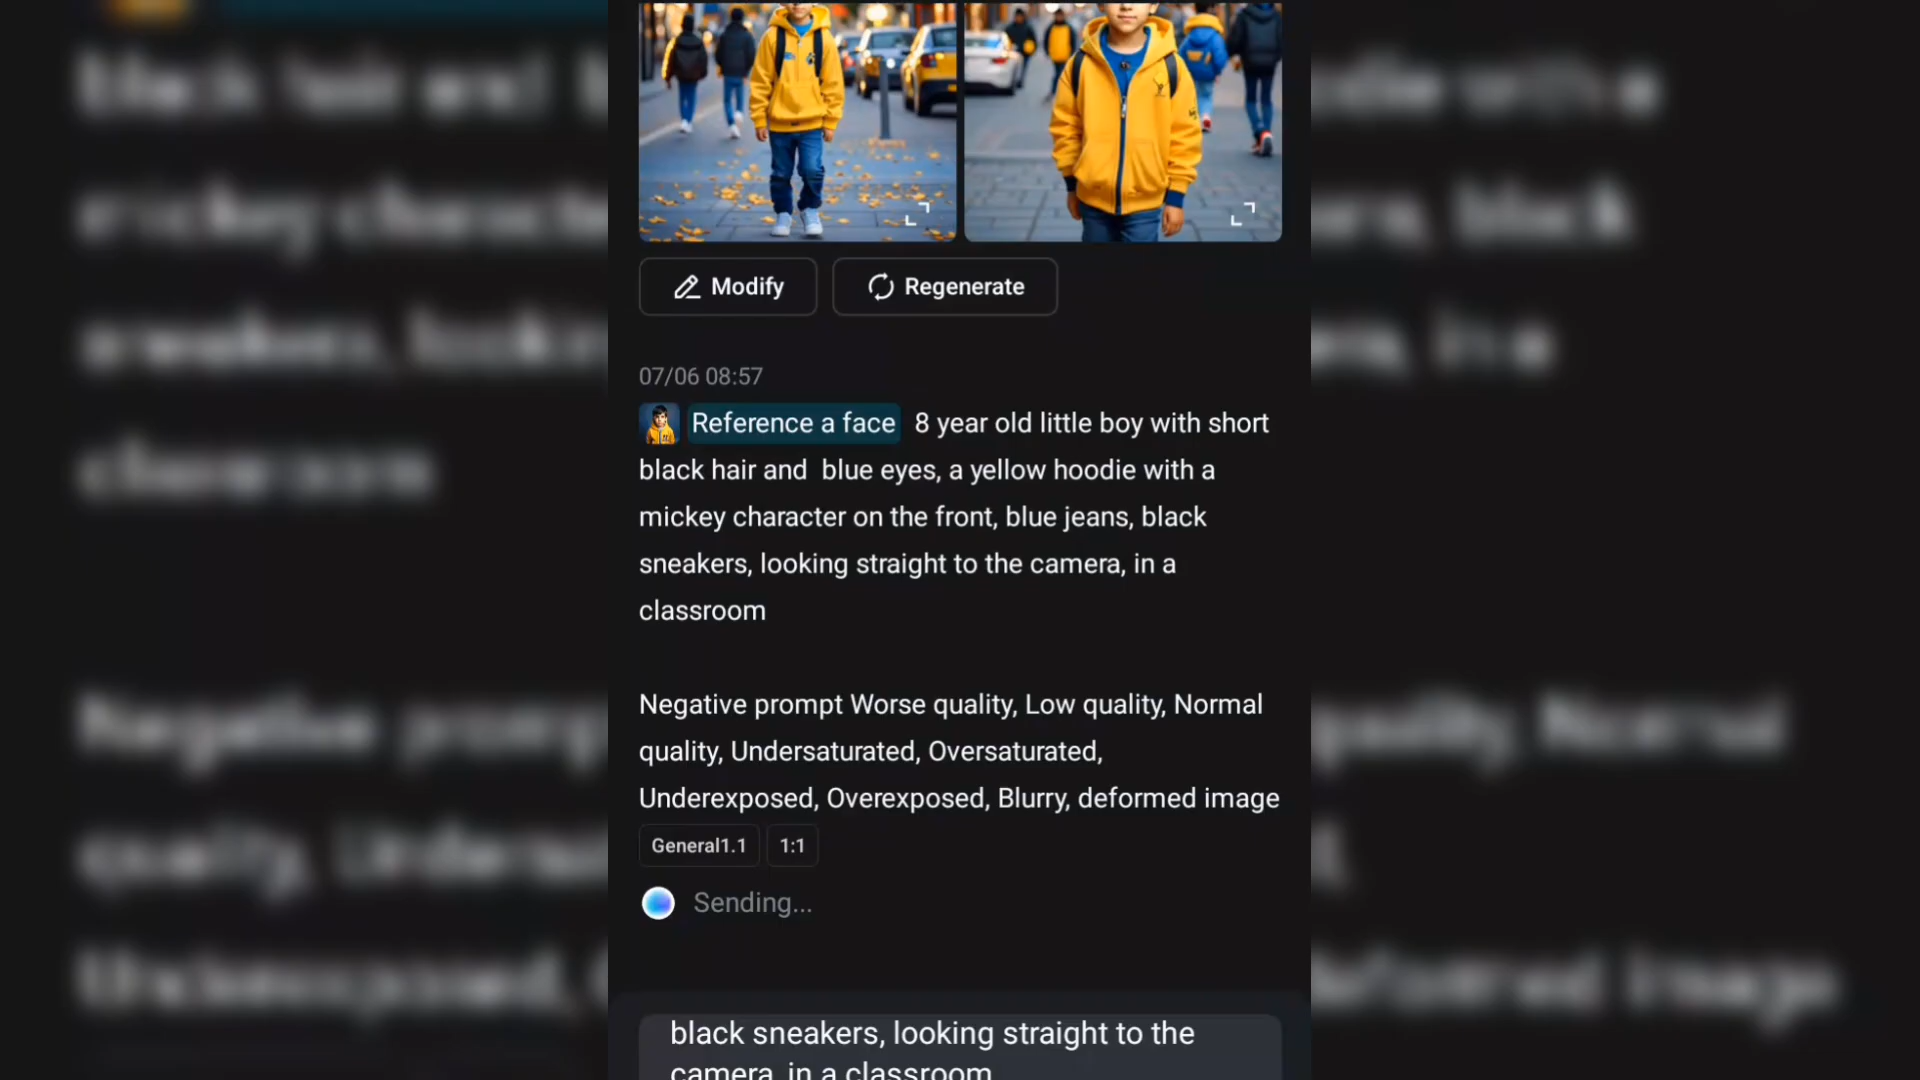 Modify
Regenerate
07/06 08:57
Reference a face 8 year old little boy with short
black hair and blue eyes, a yellow hoodie with a
mickey character on the front, blue jeans, black
sneakers, looking straight to the camera, in a
classroom
Negative prompt Worse quality, Low quality, Normal
quality, Undersaturated, Oversaturated,
Underexposed, Overexposed, Blurry, deformed image
General1.1
1:1
Sending...
black sneakers, looking straight to the
camera, in a classroom